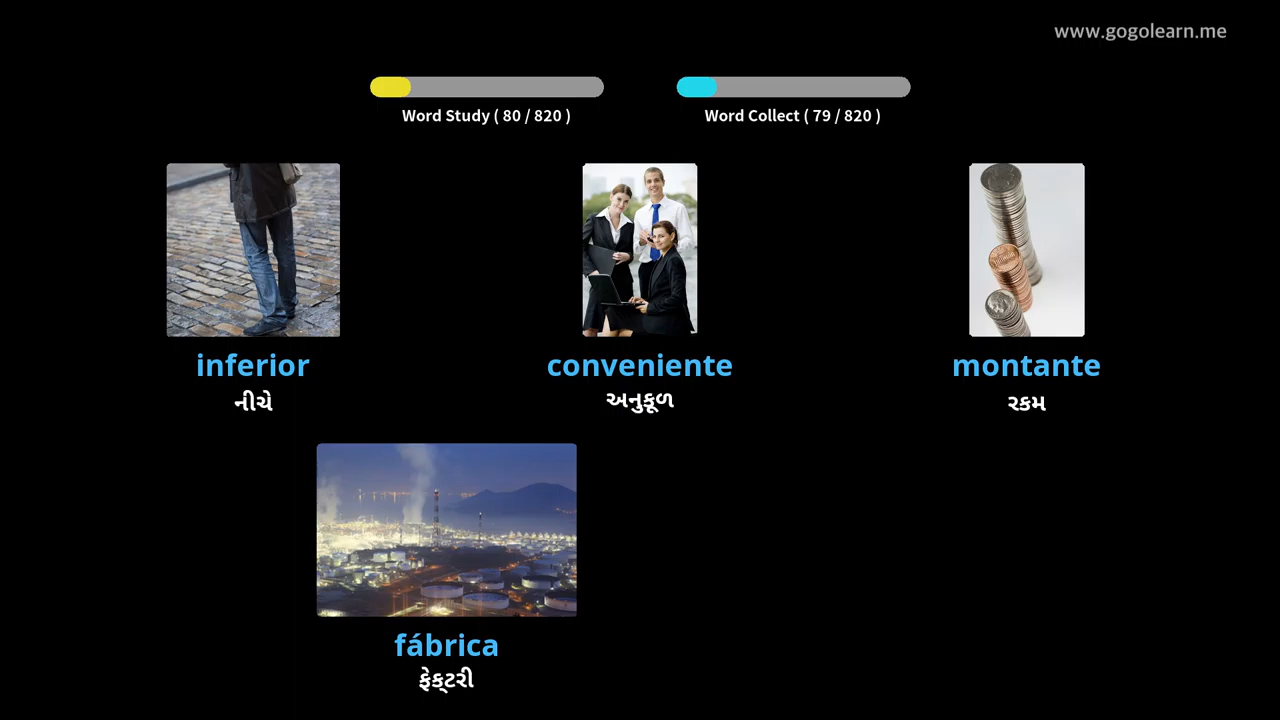 www.gogolearn.me
Word Study ( 80 / 820 )
Word Collect ( 79 / 820 )
inferior
conveniente
montante
નીચે
અનુકૂળ
રકમ
fábrica
ફેક્ટરી